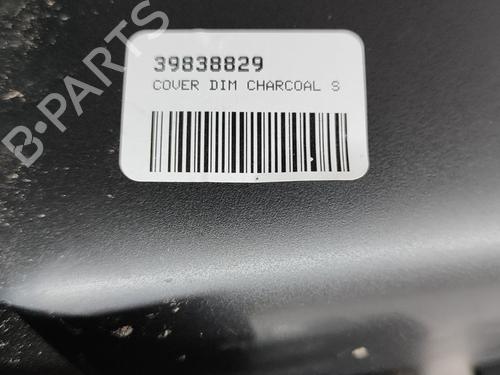 39838829
COVER DIM CHARCOAL S
B-PARTS